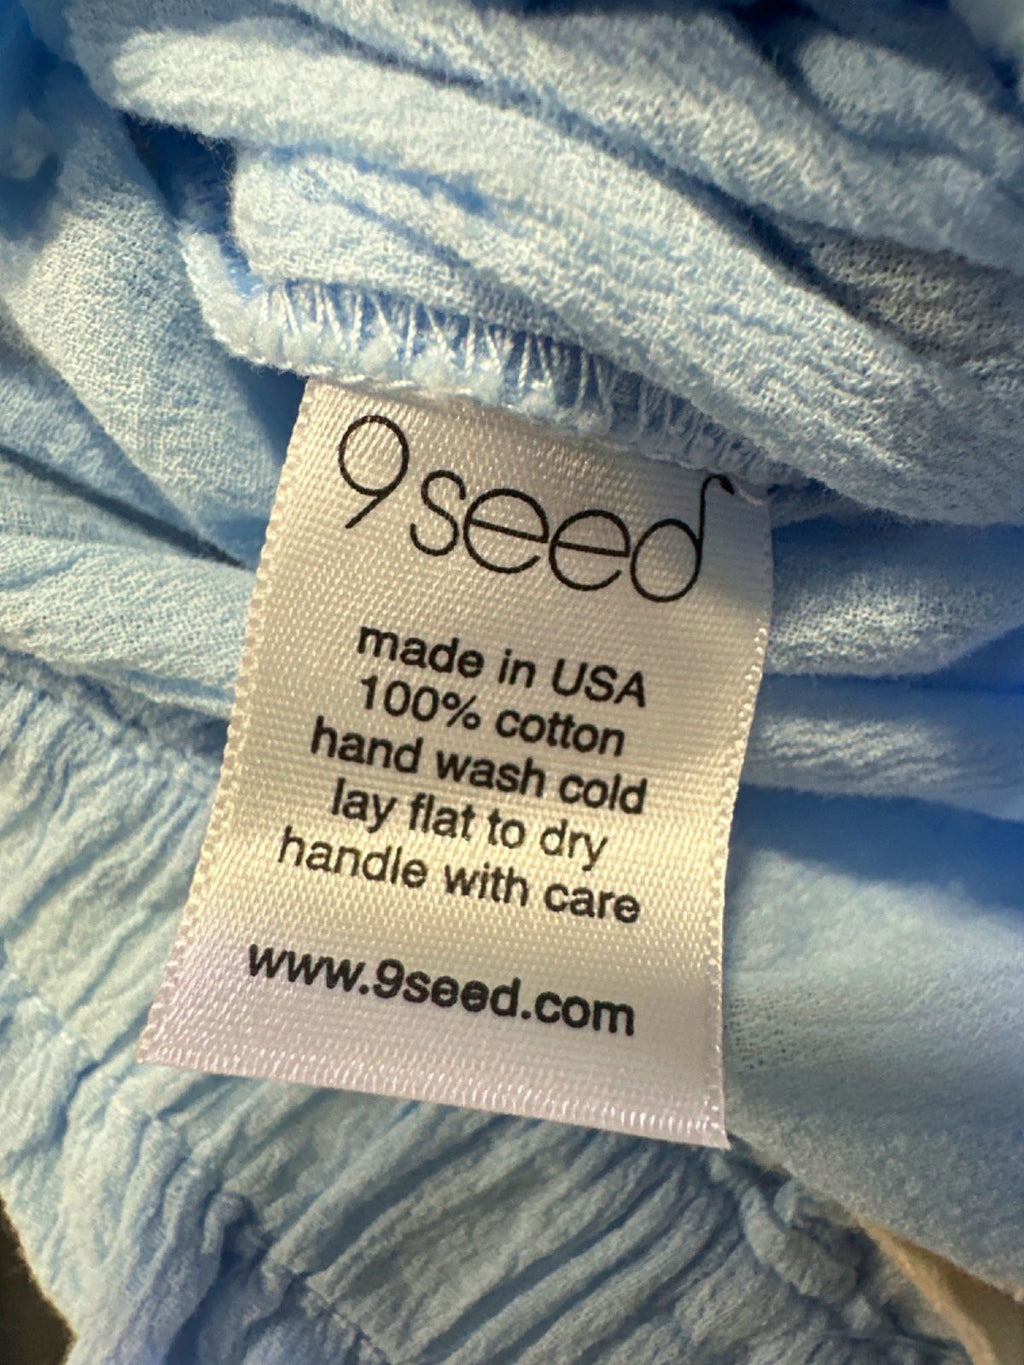 9seed
made in USA
100% cotton
hand wash cold
lay flat to dry
handle with care
www.9seed.com